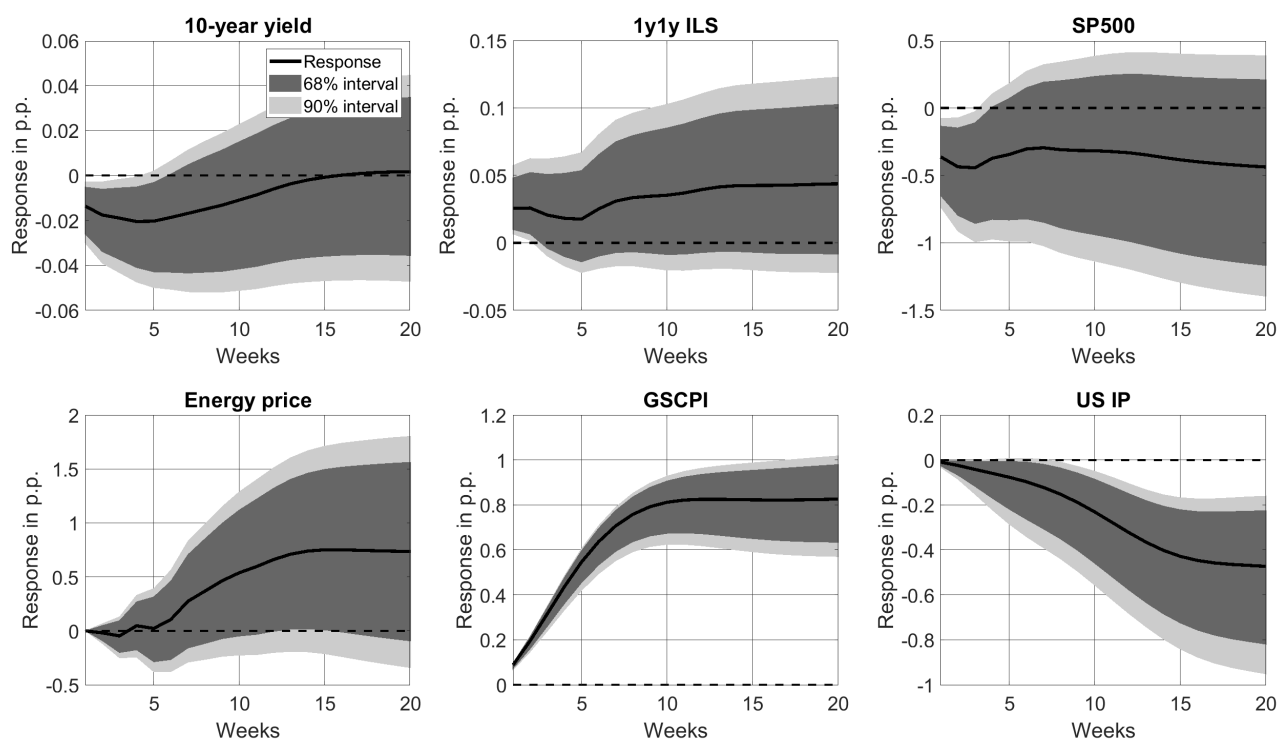 10-year yield
0.06
0.04
0.02
0
-0.02
-0.04
-0.06
Response in p.p.
Response
68% interval
90% interval
5 10 15 20
Weeks
1y1y ILS
0.15
0.1
0.05
0
-0.05
Response in p.p.
5 10 15 20
Weeks
SP500
0.5
0
-0.5
-1
-1.5
Response in p.p.
5 10 15 20
Weeks
Energy price
2
1.5
1
0.5
0
-0.5
Response in p.p.
5 10 15 20
Weeks
GSCPI
1.2
1
0.8
0.6
0.4
0.2
0
Response in p.p.
5 10 15 20
Weeks
US IP
0.2
0
-0.2
-0.4
-0.6
-0.8
-1
Response in p.p.
5 10 15 20
Weeks